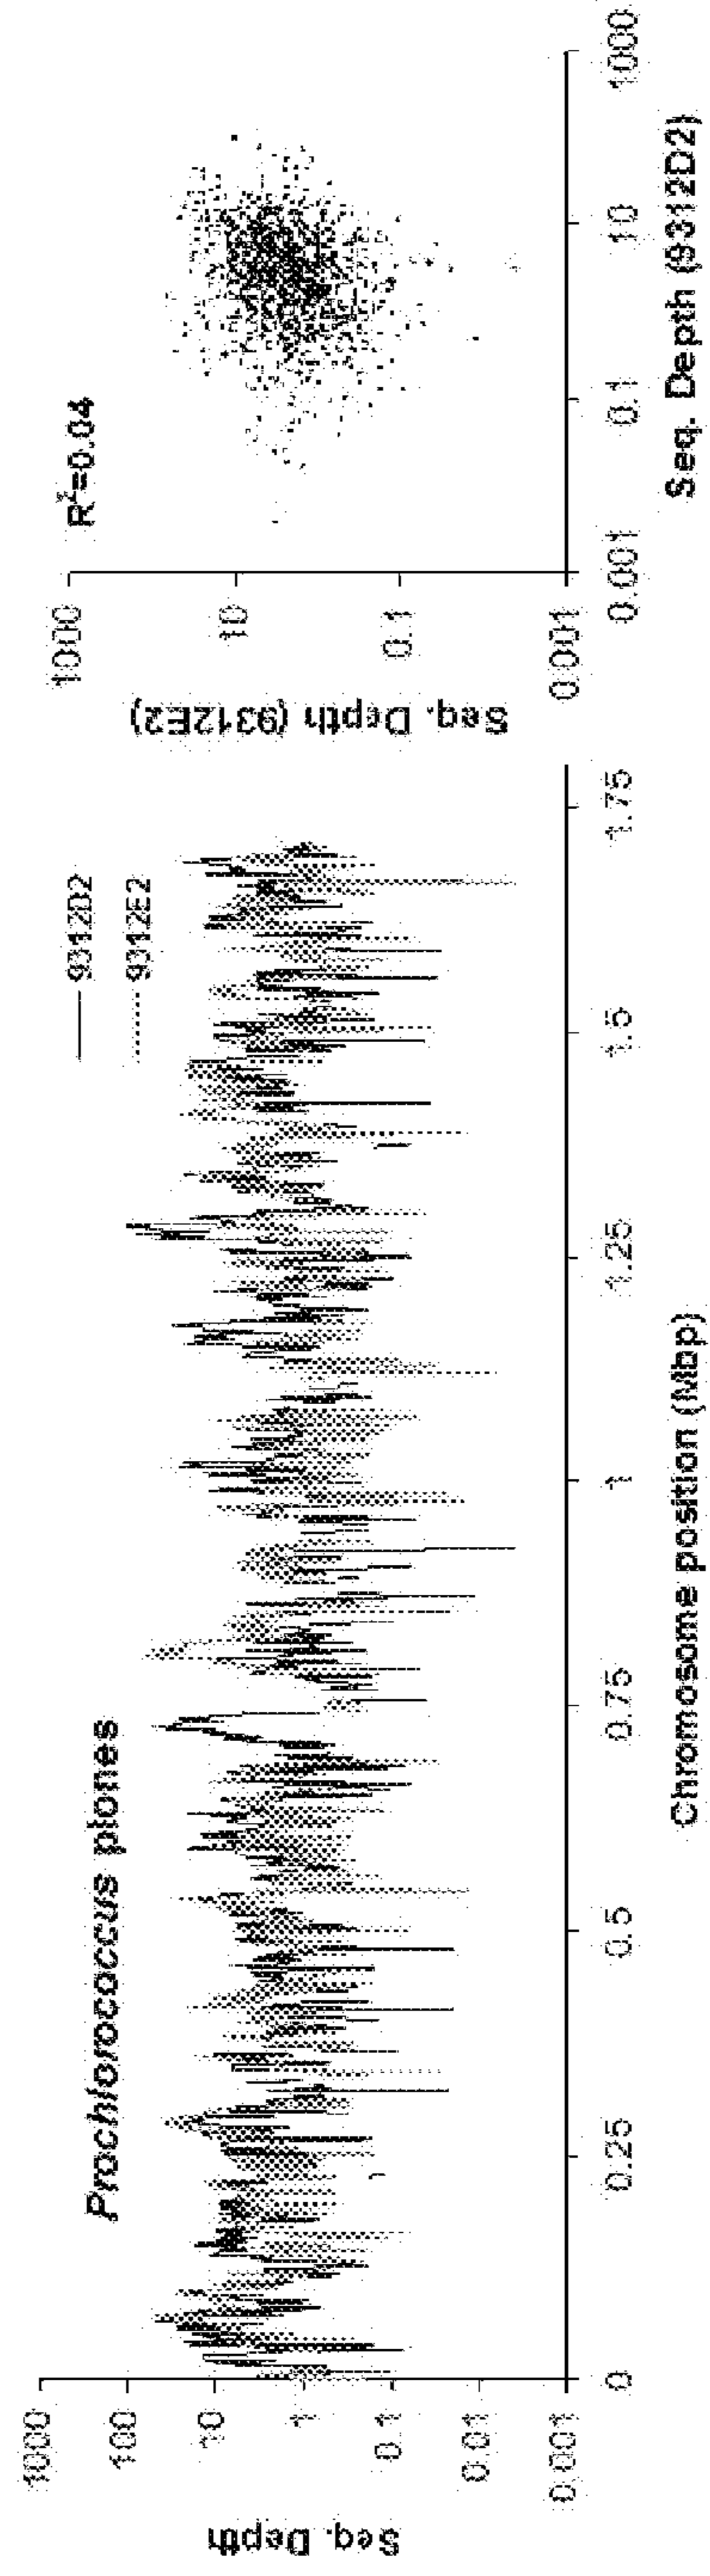 Prochlorococcus plones
9312D2
9312E2
Seq. Depth
1000
100
10
1
0.1
0.01
0.001
0
0.25
0.5
0.75
1
1.25
1.5
1.75
Chromosome position (Mbp)
R²=0.04
Seq. Depth (9312E2)
1000
10
0.1
0.001
0.001
0.1
10
1000
Seq. Depth (9312D2)